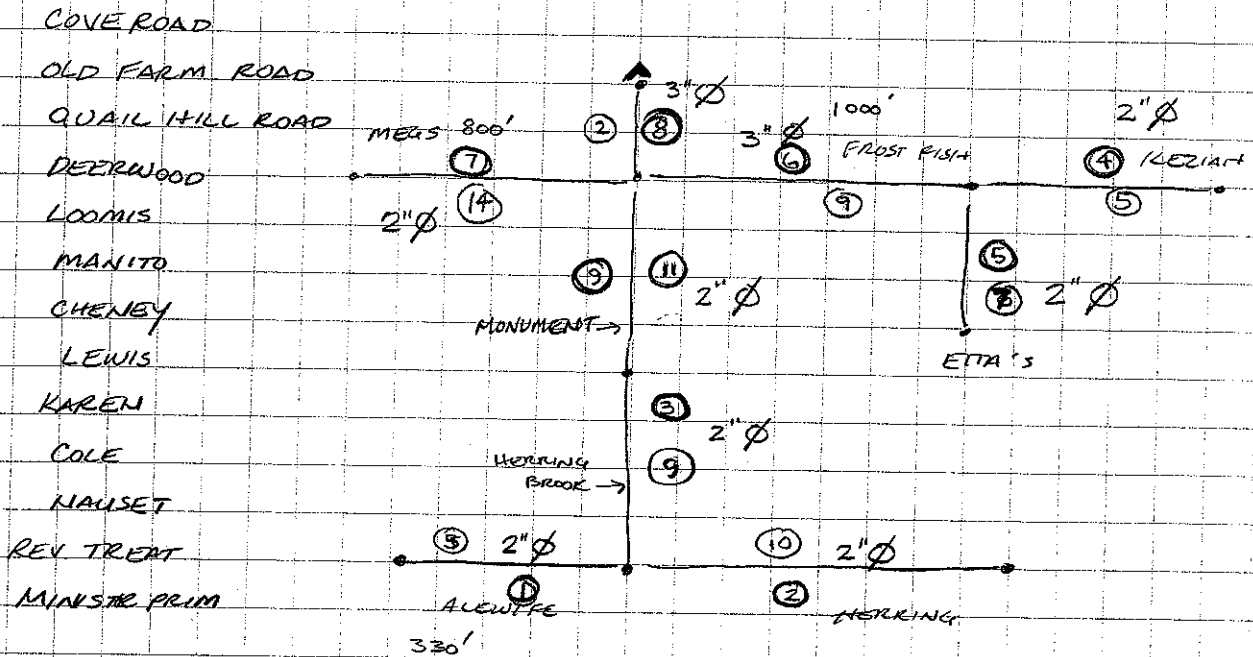 COVE ROAD
OLD FARM ROAD
3"Ø
QUAIL HILL ROAD MEGS 800' 2 8 3"Ø 1000' 2"Ø
DEERWOOD 7 6 FROST FISH 4 KEZIAH
LOOMIS 2"Ø 14 9 5
MANITO 9 11 5
CHENEY 2"Ø 2"Ø
MONUMENT→
LEWIS ETTA'S
KAREN 3
2"Ø
COLE HERRING 9
BROOK →
NAUSET
REV TREAT 2"Ø 10 2"Ø
MINISTR PRIM ALEWIFE 1 2 HERRING
330'